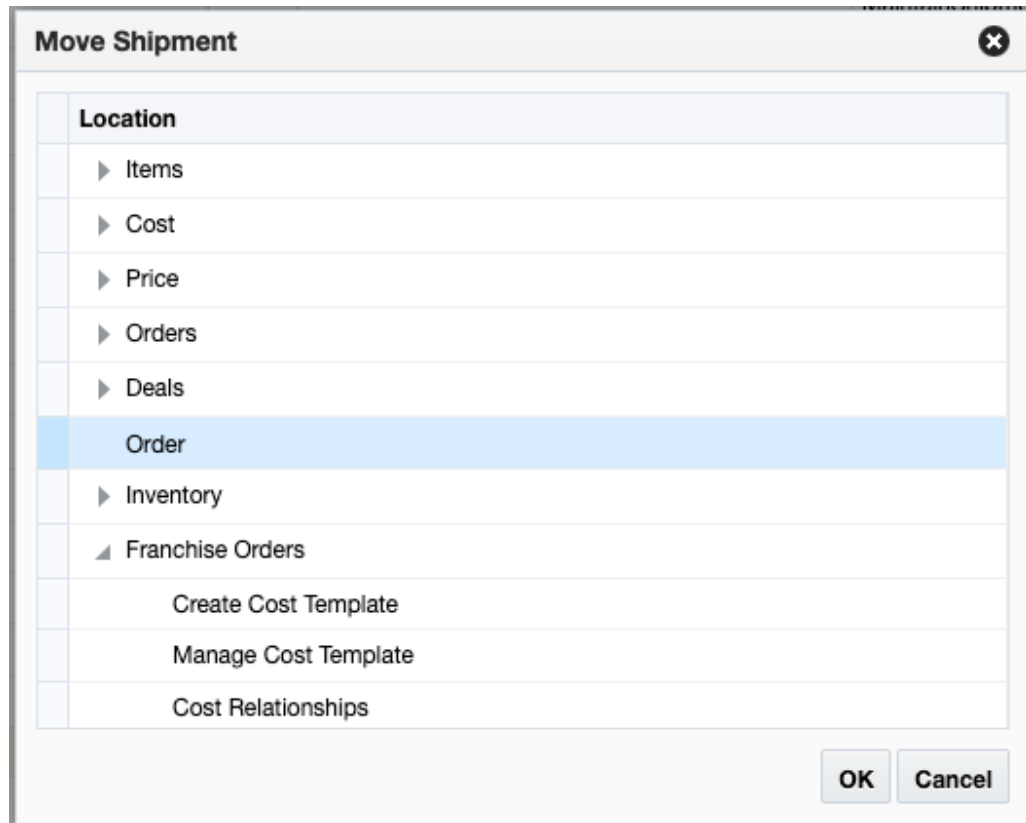 Move Shipment
Location
Items
Cost
Price
Orders
Deals
Order
Inventory
Franchise Orders
Create Cost Template
Manage Cost Template
Cost Relationships
OK Cancel